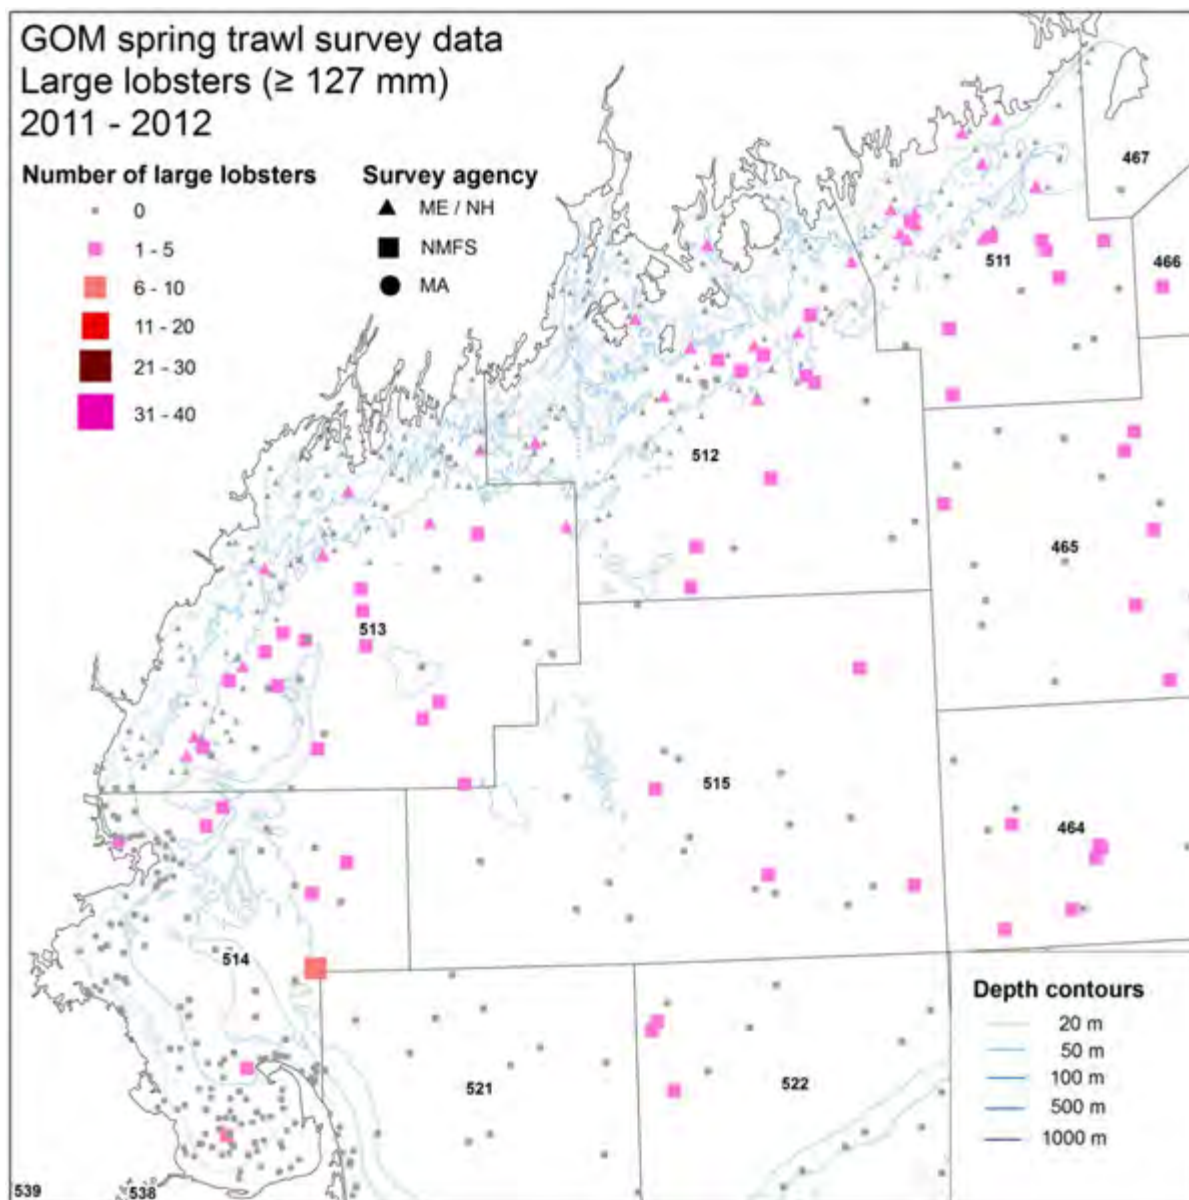 GOM spring trawl survey data
Large lobsters (≥ 127 mm)
2011 - 2012
Number of large lobsters
0
1 - 5
6 - 10
11 - 20
21 - 30
31 - 40
Survey agency
ME / NH
NMFS
MA
467
466
511
512
465
513
515
464
514
521
522
539
538
Depth contours
20 m
50 m
100 m
500 m
1000 m